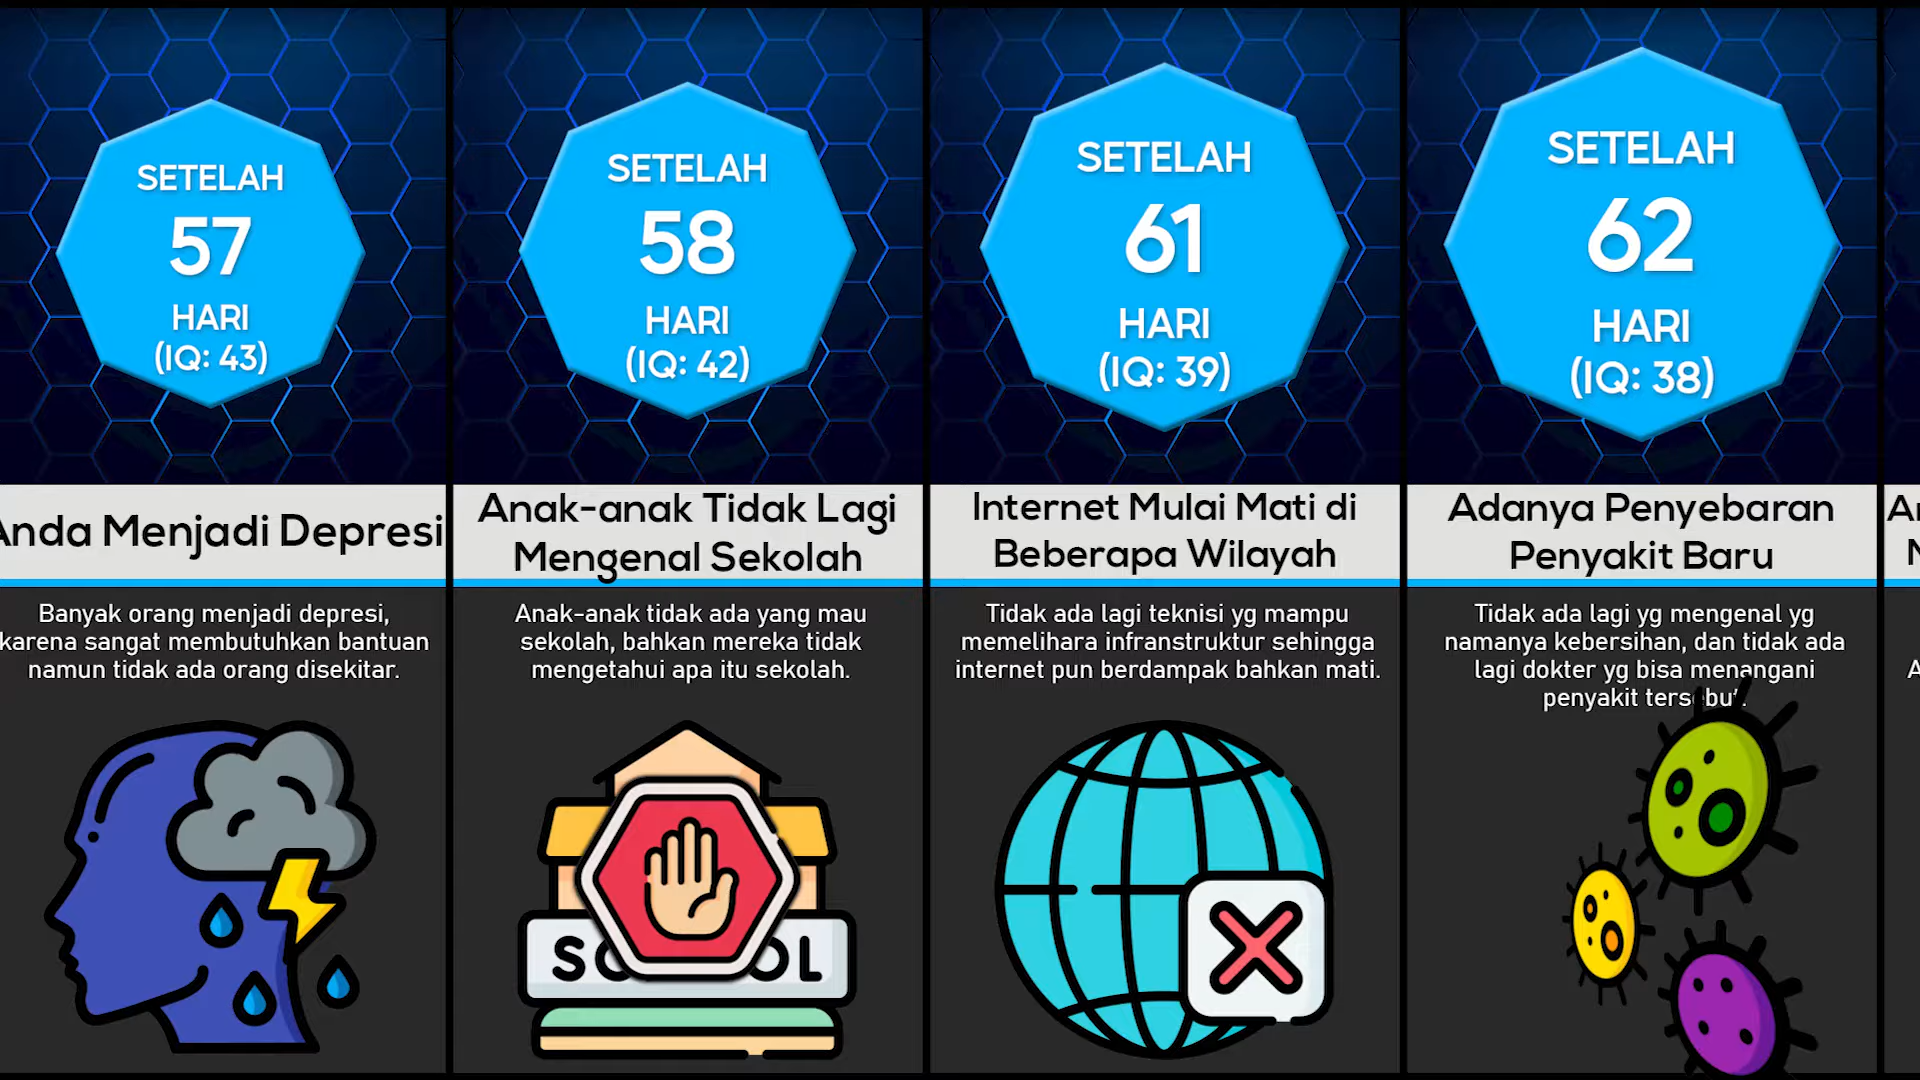 SETELAH
57
HARI
(IQ: 43)
Anda Menjadi Depresi
Banyak orang menjadi depresi,
karena sangat membutuhkan bantuan
namun tidak ada orang disekitar.
SETELAH
58
HARI
(IQ: 42)
Anak-anak Tidak Lagi
Mengenal Sekolah
Anak-anak tidak ada yang mau
sekolah, bahkan mereka tidak
mengetahui apa itu sekolah.
SETELAH
61
HARI
(IQ: 39)
Internet Mulai Mati di
Beberapa Wilayah
Tidak ada lagi teknisi yg mampu
memelihara infranstruktur sehingga
internet pun berdampak bahkan mati.
SETELAH
62
HARI
(IQ: 38)
Adanya Penyebaran
Penyakit Baru
Tidak ada lagi yg mengenal yg
namanya kebersihan, dan tidak ada
lagi dokter yg bisa menangani
penyakit tersebut.